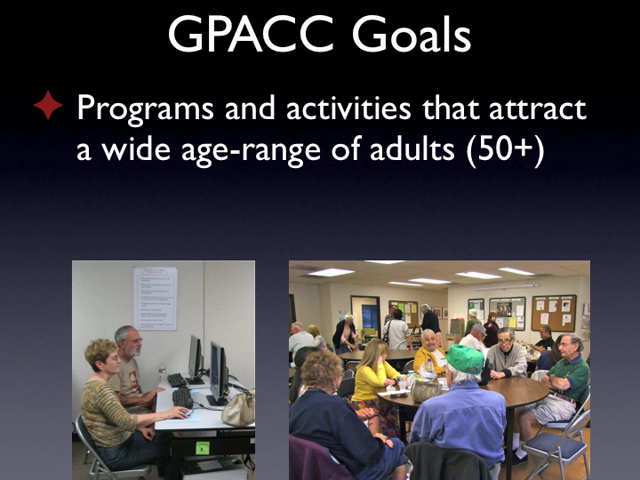 GPACC Goals
Programs and activities that attract
a wide age-range of adults (50+)